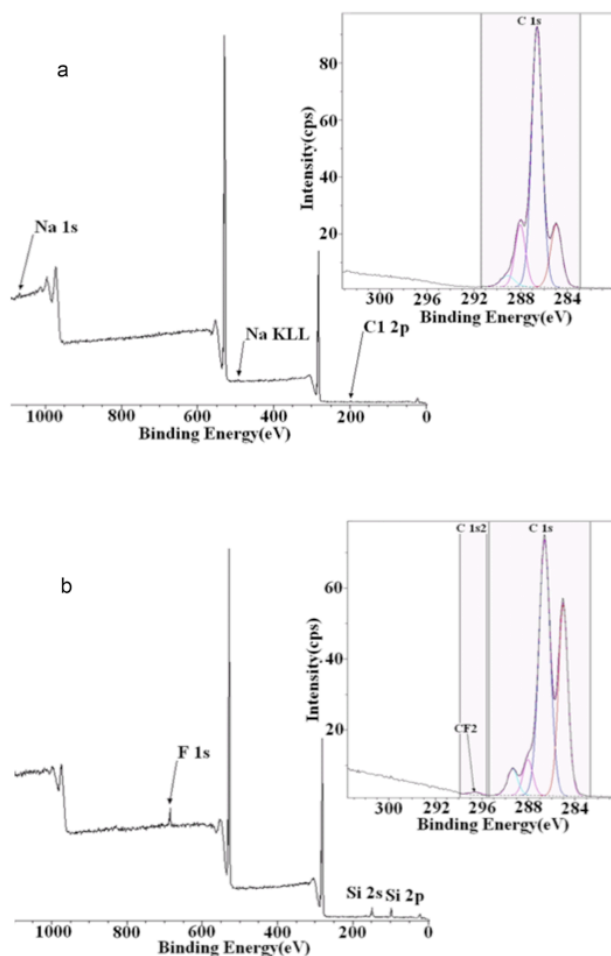 a
C 1s
Intensity(cps)
80
60
40
20
300 296 292 288 284
Binding Energy(eV)
Na 1s
Na KLL
C1 2p
1000 800 600 400 200 0
Binding Energy(eV)
b
C 1s2 C 1s
Intensity(cps)
60
40
20
CF2
300 292 296 288 284
Binding Energy(eV)
F 1s
Si 2s Si 2p
1000 800 600 400 200 0
Binding Energy(eV)